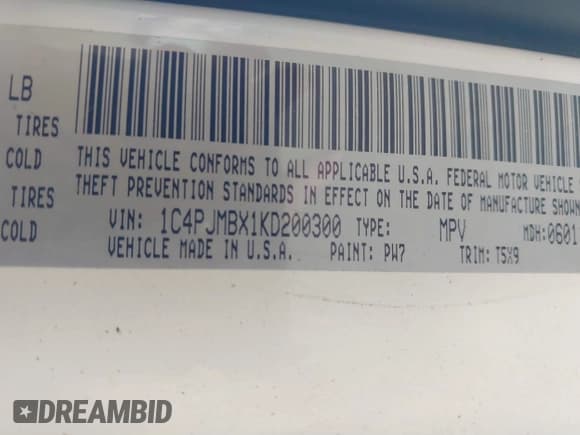 LB
TIRES
COLD
TIRES
COLD
THIS VEHICLE CONFORMS TO ALL APPLICABLE U.S.A. FEDERAL MOTOR VEHICLE
THEFT PREVENTION STANDARDS IN EFFECT ON THE DATE OF MANUFACTURE SHOWN
VIN: 1C4PJMBX1KD200300 TYPE: MPV MDH:0601
VEHICLE MADE IN U.S.A. PAINT: PW7 TRIM: T5X9
DREAMBID